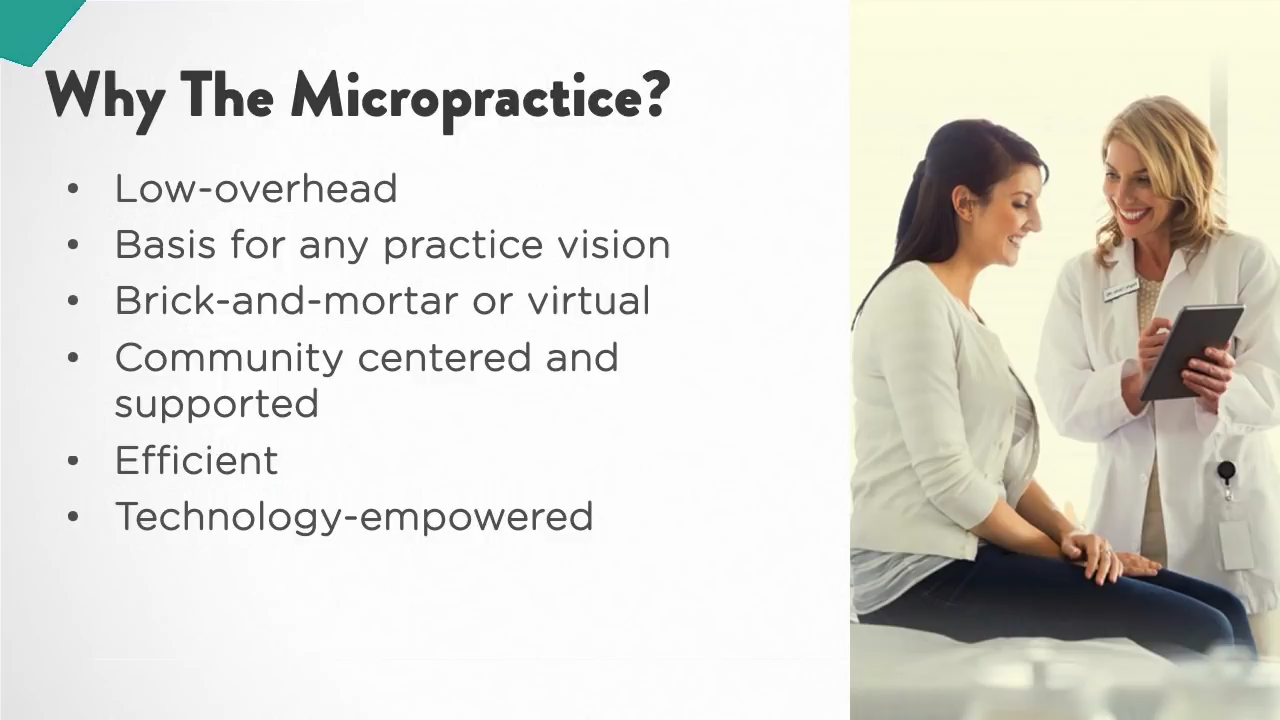 Why The Micropractice?
• Low-overhead
• Basis for any practice vision
• Brick-and-mortar or virtual
• Community centered and
supported
• Efficient
• Technology-empowered